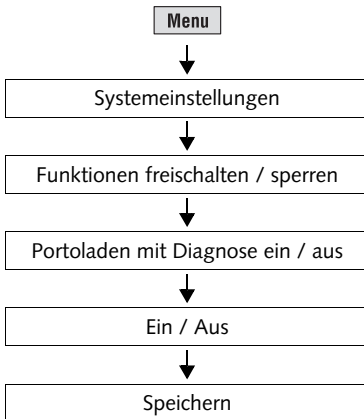 Menu
Systemeinstellungen
Funktionen freischalten / sperren
Portoladen mit Diagnose ein / aus
Ein / Aus
Speichern